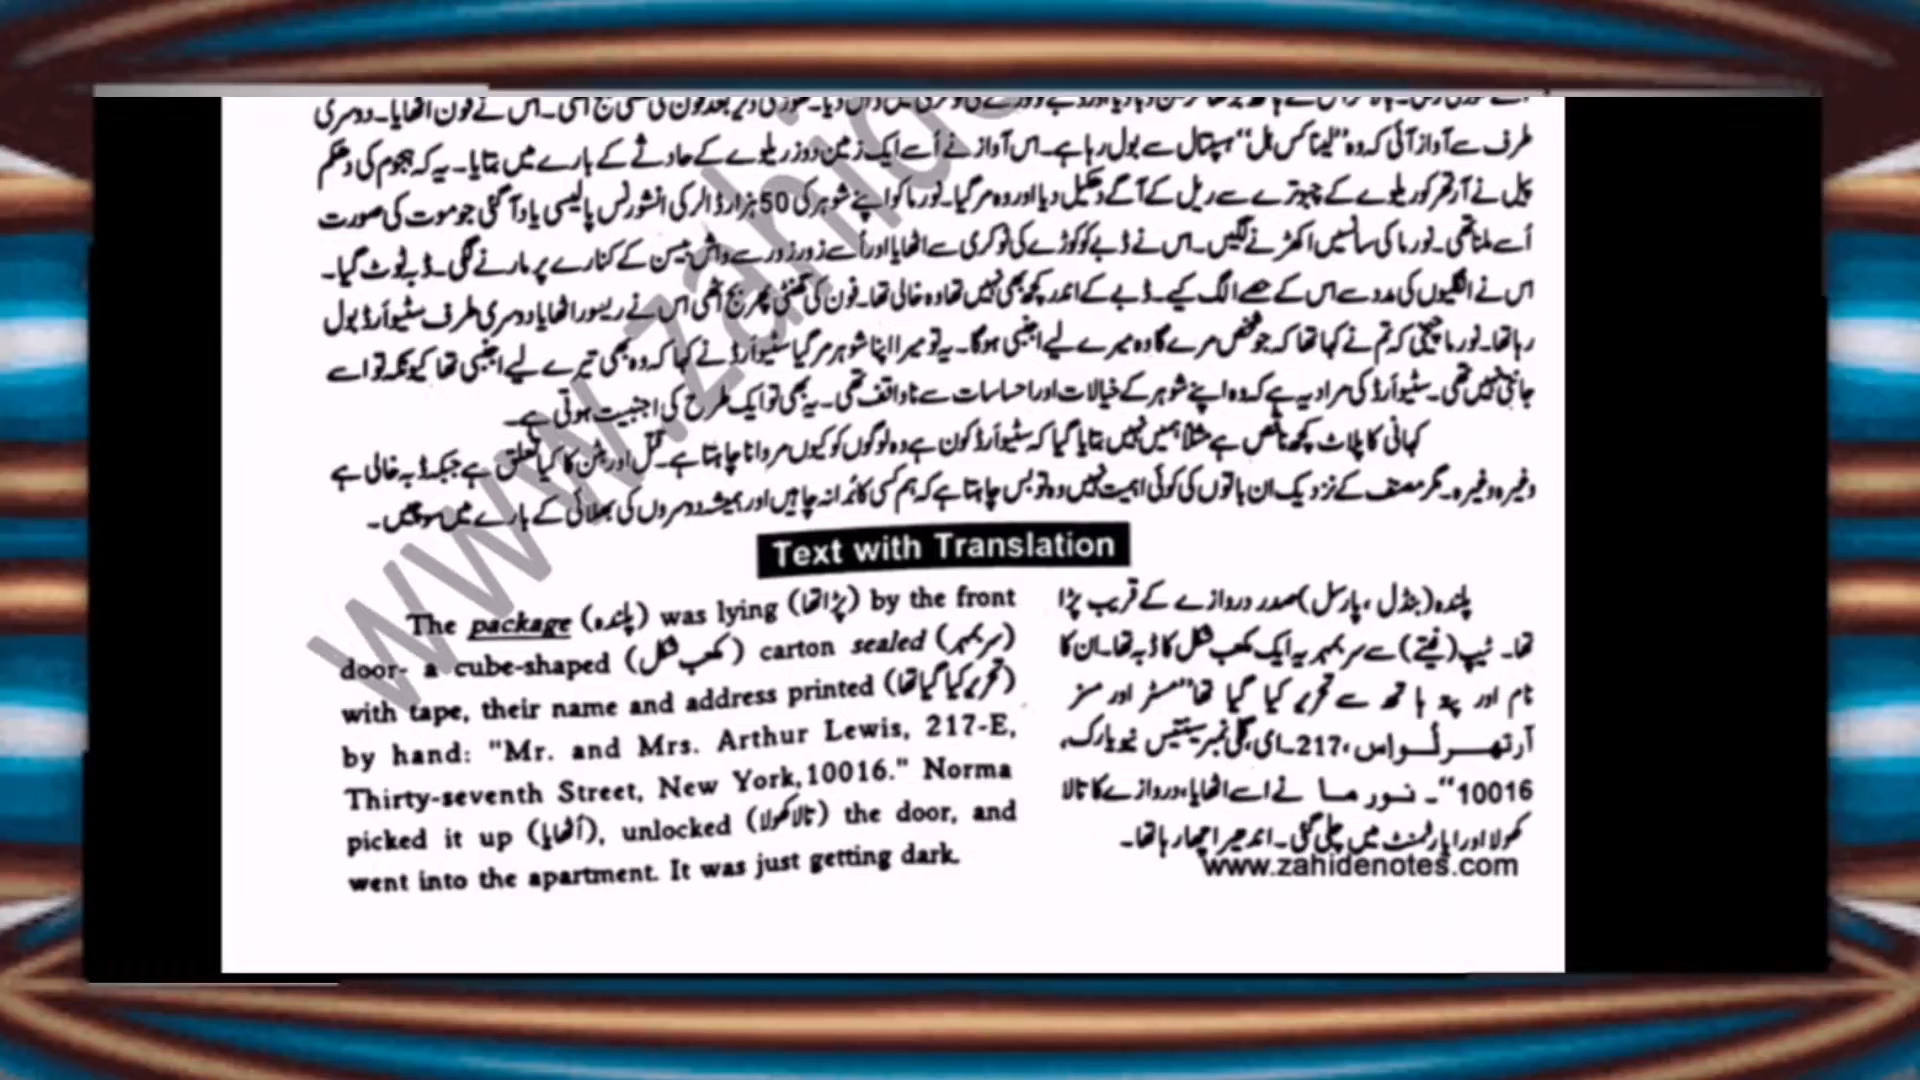 طرف سے آواز آئی کہ وہ "لیناکس ہل" ہسپتال سے بول رہا ہے۔ اس آواز نے اُسے ایک زمین دوز ریلوے کے حادثے کے بارے میں بتایا۔ یہ کہ ہجوم کی دھکم
پیل نے آرتھر کو ریلوے کے چبوترے سے ریل کے آگے دھکیل دیا اور وہ مر گیا۔ نورما کو اپنے شوہر کی 50 ہزار ڈالر کی انشورنس پالیسی یاد آ گئی جو موت کی صورت
اُسے ملنا تھی۔ نورما کی سانسیں اکھڑنے لگیں۔ اس نے ڈبے کو کوڑے کی ٹوکری سے اٹھایا اور اُسے زور زور سے واش بیسن کے کنارے پر مارنے لگی۔ ڈبہ ٹوٹ گیا۔
اس نے انگلیوں کی مدد سے اس کے حصے الگ کیے۔ ڈبے کے اندر کچھ بھی نہیں تھا وہ خالی تھا۔ فون کی گھنٹی پھر بج اُٹھی اس نے ریسور اٹھایا دوسری طرف سٹیوارڈ بول
رہا تھا۔ نورما چیخی کہ تم نے کہا تھا کہ جو شخص مرے گا وہ میرے لیے اجنبی ہوگا۔ یہ تو میرا اپنا شوہر مر گیا سٹیوارڈ نے کہا کہ وہ بھی تیرے لیے اجنبی تھا کیونکہ تو اسے
جانتی نہیں تھی۔ سٹیوارڈ کی مراد یہ ہے کہ وہ اپنے شوہر کے خیالات اور احساسات سے ناواقف تھی۔ یہ بھی تو ایک طرح کی اجنبیت ہوتی ہے۔
کہانی کا پلاٹ کچھ ناقص ہے مثلاً ہمیں نہیں بتایا گیا کہ سٹیوارڈ کون ہے وہ لوگوں کو کیوں مروانا چاہتا ہے۔ قتل اور بٹن کا کیا تعلق ہے جبکہ ڈبہ خالی ہے
وغیرہ وغیرہ۔ مگر مصنف کے نزدیک ان باتوں کی کوئی اہمیت نہیں وہ تو بس چاہتا ہے کہ ہم کسی کا بُرا نہ چاہیں اور ہمیشہ دوسروں کی بھلائی کے بارے میں سوچیں۔
Text with Translation
The package (پلندہ) was lying (پڑا تھا) by the front
door- a cube-shaped (مکعب شکل) carton sealed (سربمہر)
with tape, their name and address printed (تحریر کیا گیا تھا)
by hand: "Mr. and Mrs. Arthur Lewis, 217-E,
Thirty-seventh Street, New York,10016." Norma
picked it up (اُٹھایا), unlocked (تالا کھولا) the door, and
went into the apartment. It was just getting dark.
پلندہ (بنڈل، پارسل) صدر دروازے کے قریب پڑا
تھا۔ ٹیپ (فیتے) سے سربمہر یہ ایک مکعب شکل کا ڈبہ تھا۔ ان کا
نام اور پتہ ہاتھ سے تحریر کیا گیا تھا "مسٹر اور مسز
آرتھر لُواس، 217۔ای، گلی نمبر سینتیس نیویارک،
10016"۔ نورما نے اسے اٹھایا، دروازے کا تالا
کھولا اور اپارٹمنٹ میں چلی گئی۔ اندھیرا چھا رہا تھا۔
www.zahidenotes.com